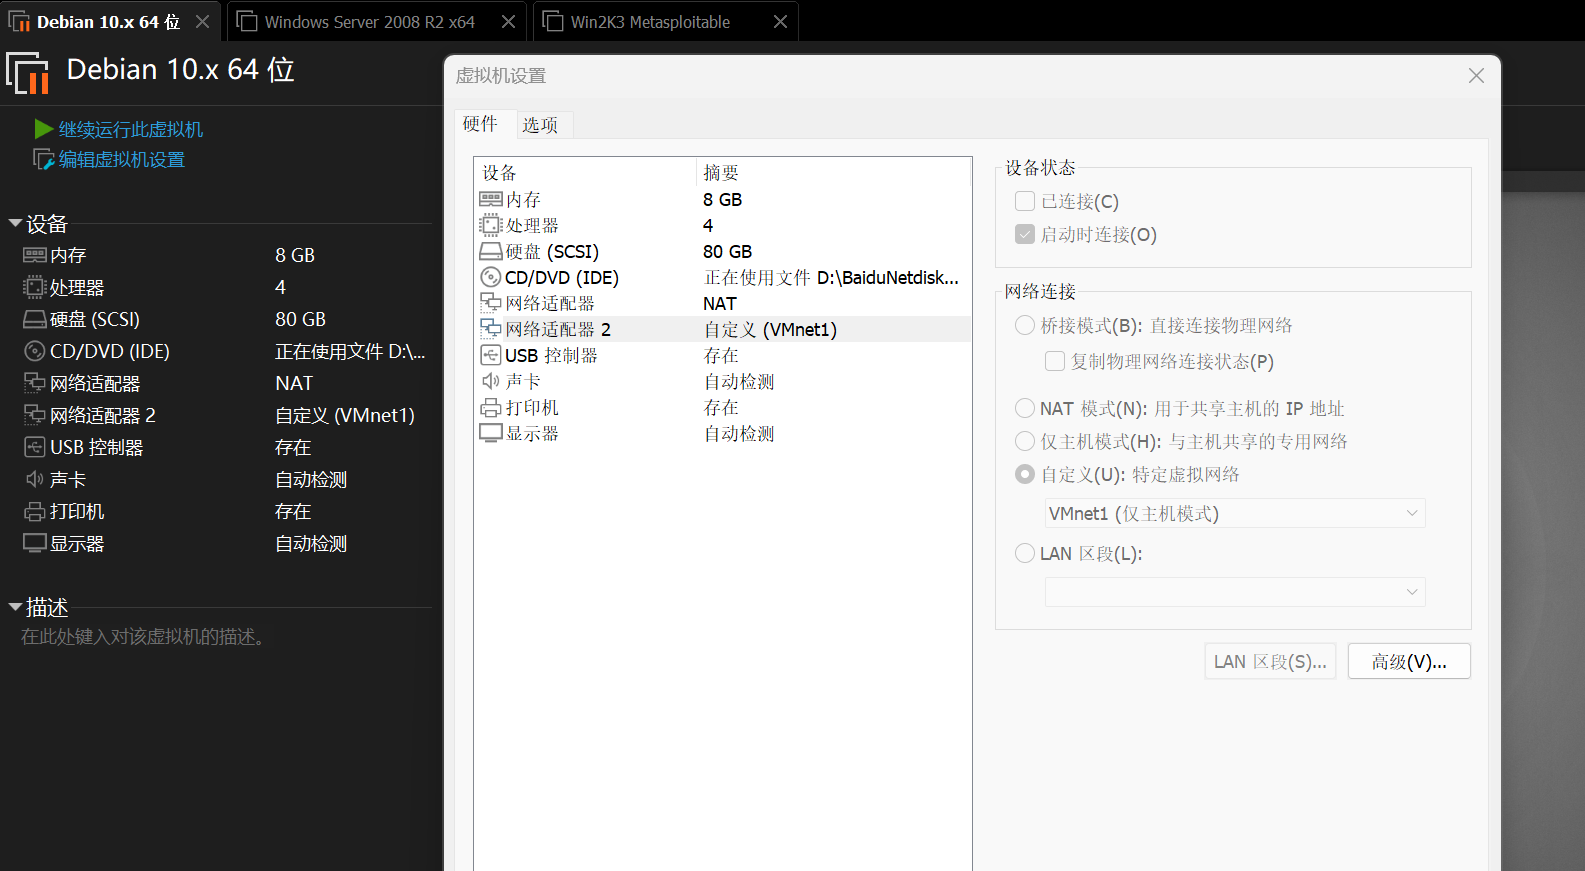 Debian 10.x 64 位
Windows Server 2008 R2 x64
Win2K3 Metasploitable
Debian 10.x 64 位
继续运行此虚拟机
编辑虚拟机设置
设备
内存 8 GB
处理器 4
硬盘 (SCSI) 80 GB
CD/DVD (IDE) 正在使用文件 D:\...
网络适配器 NAT
网络适配器 2 自定义 (VMnet1)
USB 控制器 存在
声卡 自动检测
打印机 存在
显示器 自动检测
描述
在此处键入对该虚拟机的描述。
虚拟机设置
硬件 选项
设备 摘要
内存 8 GB
处理器 4
硬盘 (SCSI) 80 GB
CD/DVD (IDE) 正在使用文件 D:\BaiduNetdisk...
网络适配器 NAT
网络适配器 2 自定义 (VMnet1)
USB 控制器 存在
声卡 自动检测
打印机 存在
显示器 自动检测
设备状态
已连接(C)
启动时连接(O)
网络连接
桥接模式(B): 直接连接物理网络
复制物理网络连接状态(P)
NAT 模式(N): 用于共享主机的 IP 地址
仅主机模式(H): 与主机共享的专用网络
自定义(U): 特定虚拟网络
VMnet1 (仅主机模式)
LAN 区段(L):
LAN 区段(S)... 高级(V)...